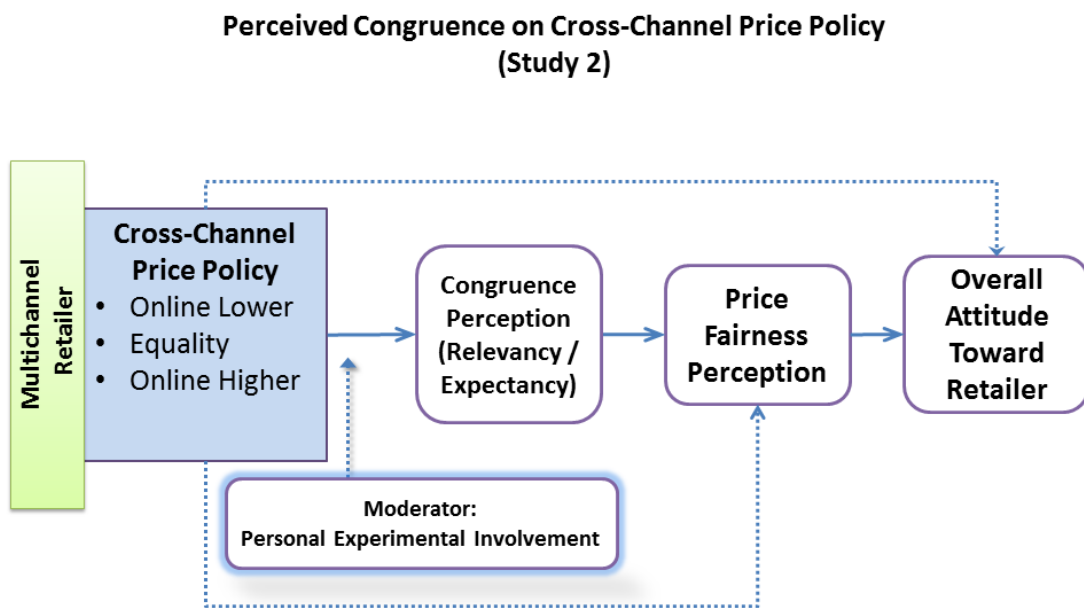 Perceived Congruence on Cross-Channel Price Policy
(Study 2)
Multichannel
Retailer
Cross-Channel
Price Policy
• Online Lower
• Equality
• Online Higher
Congruence
Perception
(Relevancy /
Expectancy)
Price
Fairness
Perception
Overall
Attitude
Toward
Retailer
Moderator:
Personal Experimental Involvement